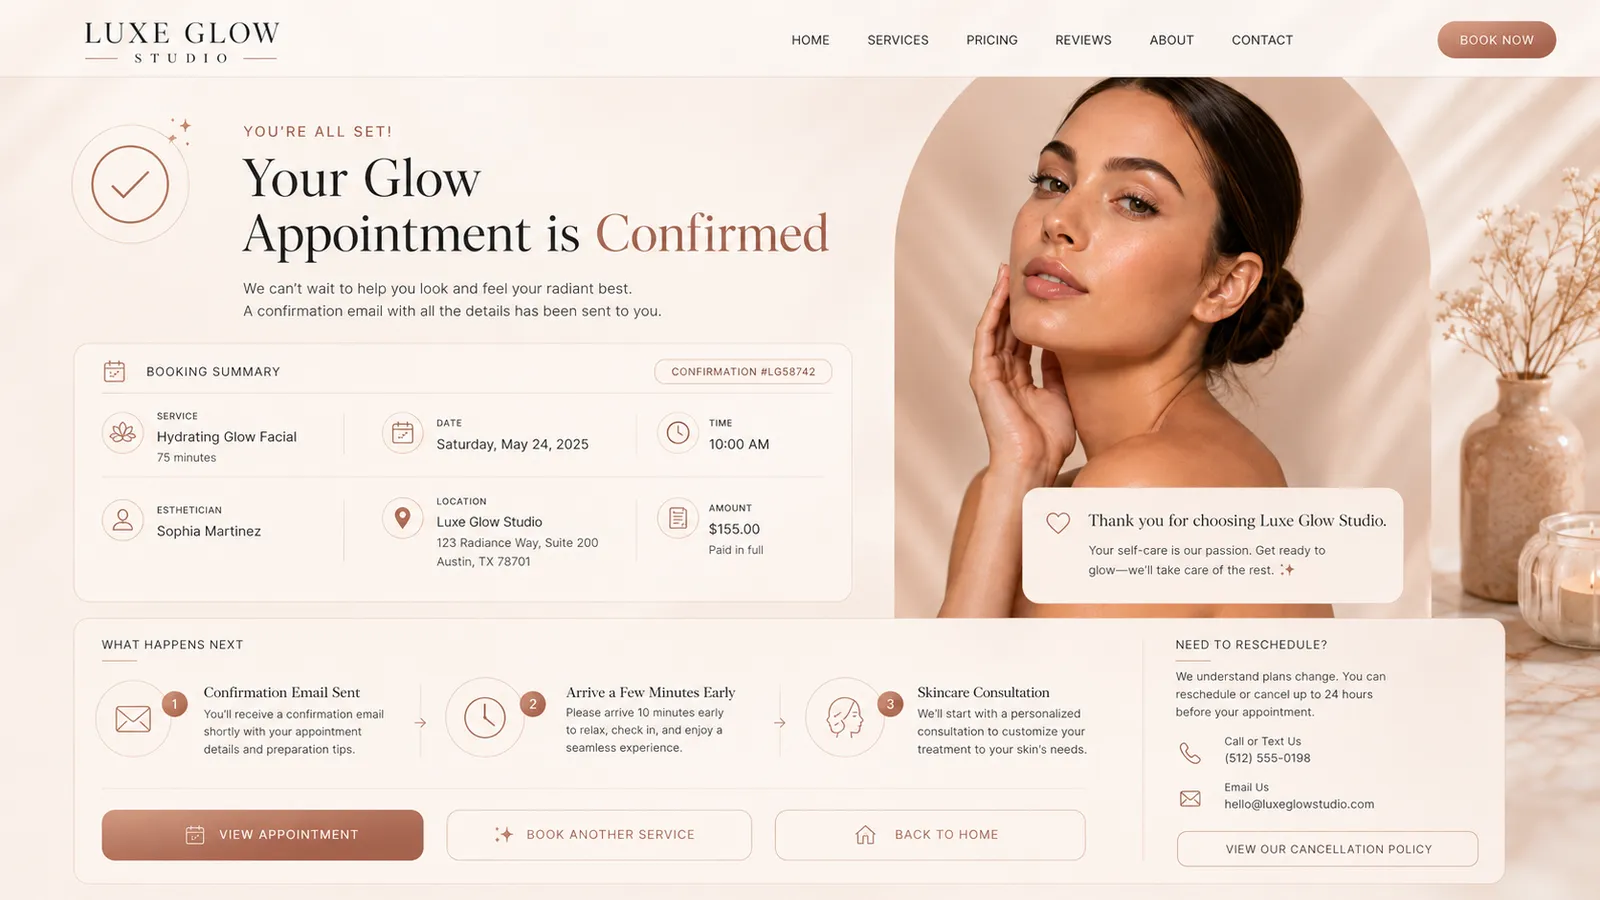 LUXE GLOW
STUDIO
HOME
SERVICES
PRICING
REVIEWS
ABOUT
CONTACT
BOOK NOW
YOU'RE ALL SET!
Your Glow
Appointment is Confirmed
We can't wait to help you look and feel your radiant best.
A confirmation email with all the details has been sent to you.
BOOKING SUMMARY
CONFIRMATION #LG58742
SERVICE
Hydrating Glow Facial
75 minutes
DATE
Saturday, May 24, 2025
TIME
10:00 AM
ESTHETICIAN
Sophia Martinez
LOCATION
Luxe Glow Studio
123 Radiance Way, Suite 200
Austin, TX 78701
AMOUNT
$155.00
Paid in full
Thank you for choosing Luxe Glow Studio.
Your self-care is our passion. Get ready to
glow—we'll take care of the rest.
WHAT HAPPENS NEXT
1
Confirmation Email Sent
You'll receive a confirmation email
shortly with your appointment
details and preparation tips.
2
Arrive a Few Minutes Early
Please arrive 10 minutes early
to relax, check in, and enjoy a
seamless experience.
3
Skincare Consultation
We'll start with a personalized
consultation to customize your
treatment to your skin's needs.
VIEW APPOINTMENT
BOOK ANOTHER SERVICE
BACK TO HOME
NEED TO RESCHEDULE?
We understand plans change. You can
reschedule or cancel up to 24 hours
before your appointment.
Call or Text Us
(512) 555-0198
Email Us
hello@luxeglowstudio.com
VIEW OUR CANCELLATION POLICY